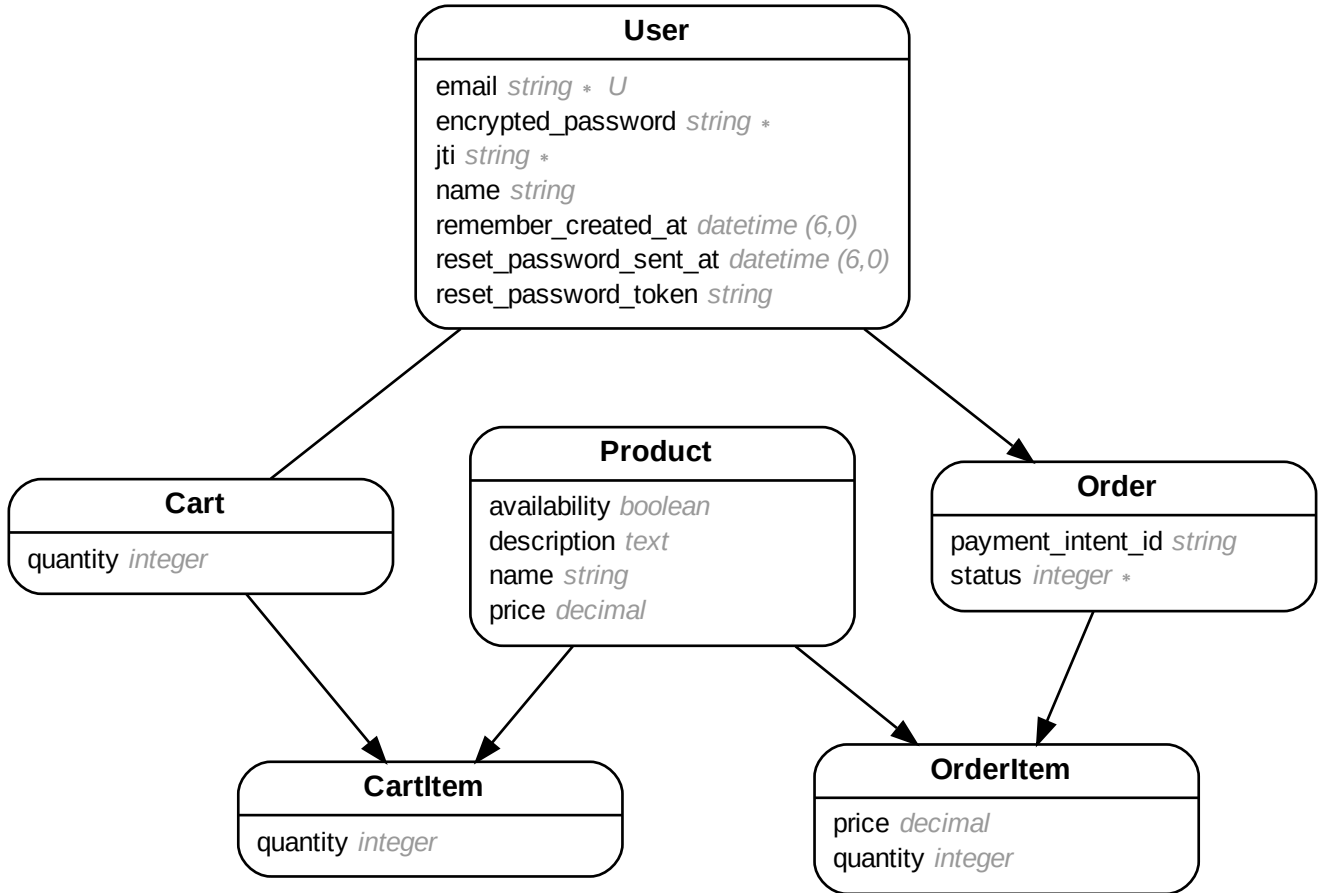 User
email string * U
encrypted_password string *
jti string *
name string
remember_created_at datetime (6,0)
reset_password_sent_at datetime (6,0)
reset_password_token string
Cart
quantity integer
Product
availability boolean
description text
name string
price decimal
Order
payment_intent_id string
status integer *
CartItem
quantity integer
OrderItem
price decimal
quantity integer